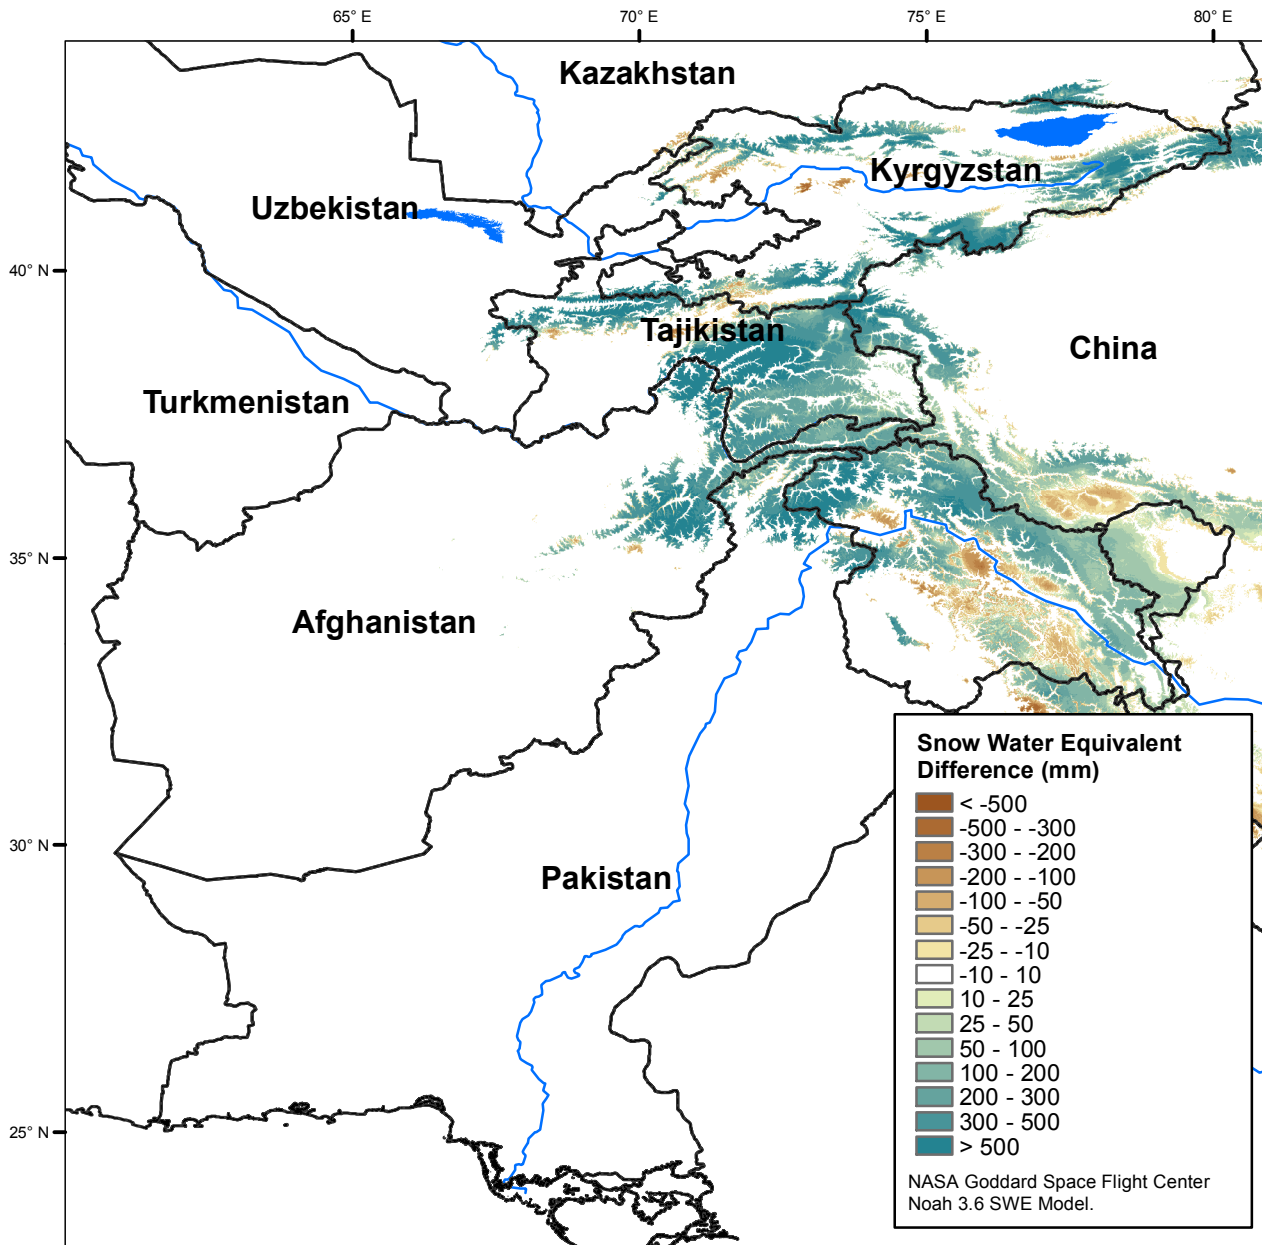 65° E
70° E
75° E
80° E
Kazakhstan
Kyrgyzstan
Uzbekistan
40° N
Tajikistan
China
Turkmenistan
35° N
Afghanistan
30° N
Pakistan
25° N
Snow Water Equivalent
Difference (mm)
< -500
-500 - -300
-300 - -200
-200 - -100
-100 - -50
-50 - -25
-25 - -10
-10 - 10
10 - 25
25 - 50
50 - 100
100 - 200
200 - 300
300 - 500
> 500
NASA Goddard Space Flight Center
Noah 3.6 SWE Model.